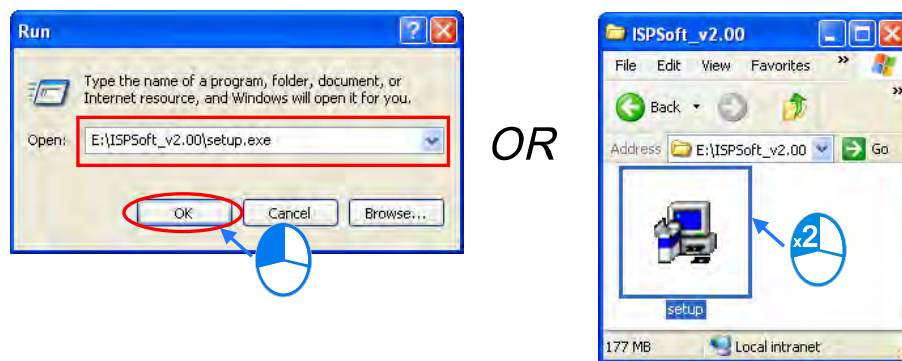 Run
Type the name of a program, folder, document, or
Internet resource, and Windows will open it for you.
Open: E:\ISPSoft_v2.00\setup.exe
OK Cancel Browse...
OR
ISPSoft_v2.00
File Edit View Favorites »
Back »
Address E:\ISPSoft_v2.00 Go
x2
setup
177 MB Local intranet